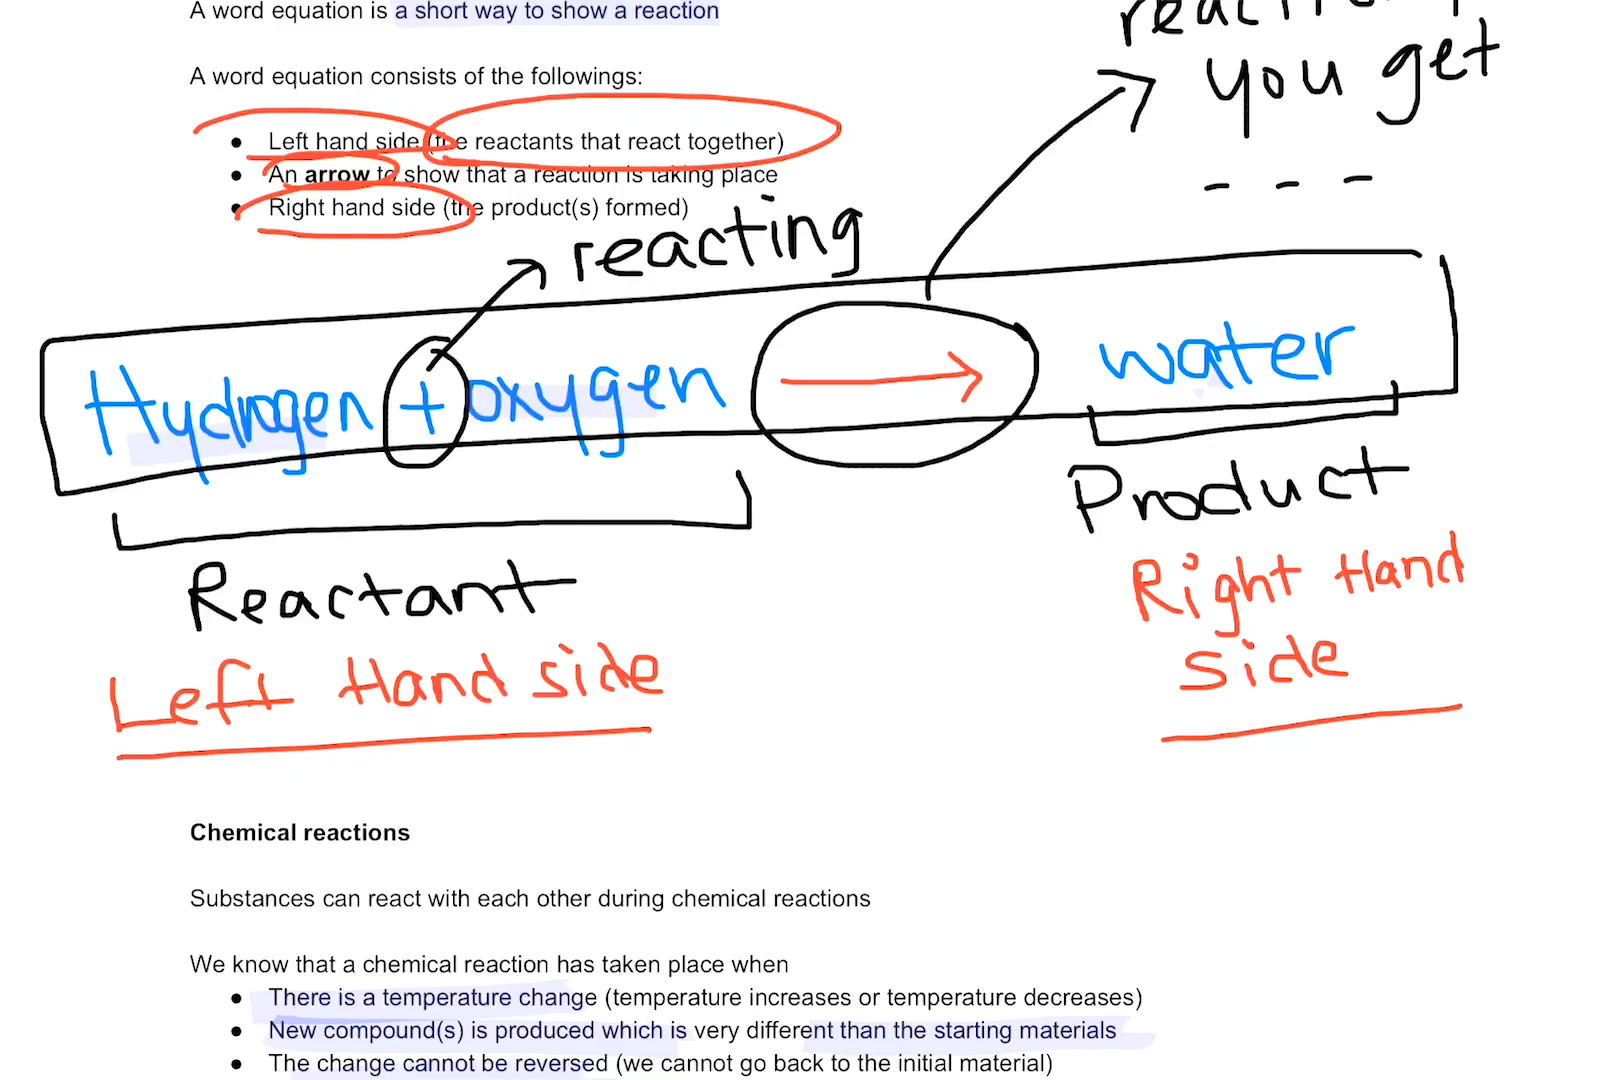 A word equation is a short way to show a reaction
A word equation consists of the followings:
you get
• Left hand side (the reactants that react together)
• An arrow to show that a reaction is taking place
- - -
• Right hand side (the product(s) formed)
reacting
Hydrogen + oxygen → water
Reactant
Product
Left Hand side
Right Hand
side
Chemical reactions
Substances can react with each other during chemical reactions
We know that a chemical reaction has taken place when
• There is a temperature change (temperature increases or temperature decreases)
• New compound(s) is produced which is very different than the starting materials
• The change cannot be reversed (we cannot go back to the initial material)